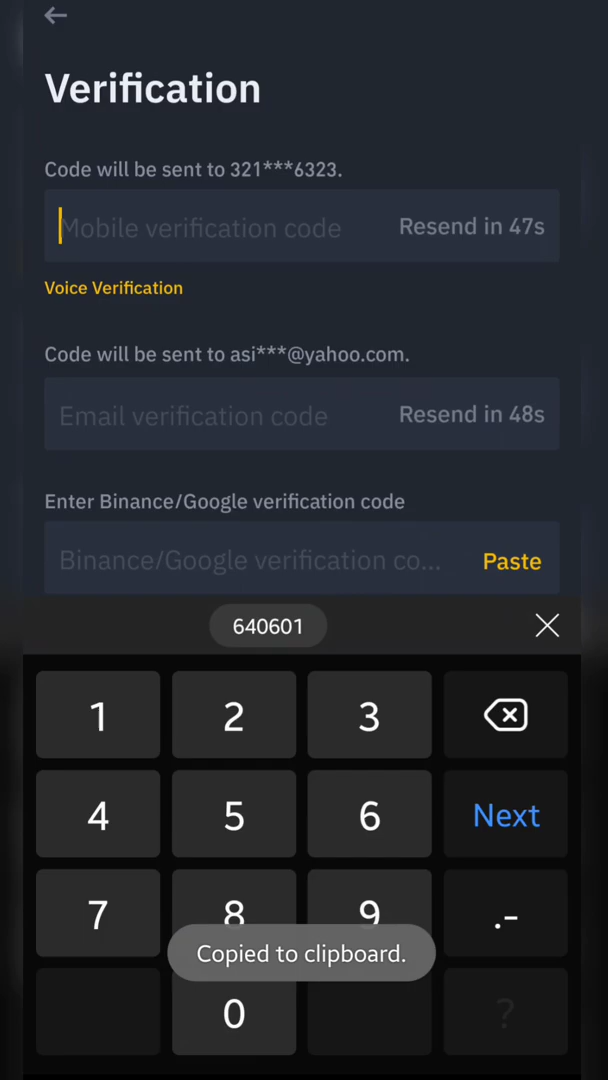 Verification
Code will be sent to 321***6323.
Mobile verification code Resend in 47s
Voice Verification
Code will be sent to asi***@yahoo.com.
Email verification code Resend in 48s
Enter Binance/Google verification code
Binance/Google verification co... Paste
640601
1 2 3
4 5 6 Next
7 8 9 .-
Copied to clipboard.
0 ?